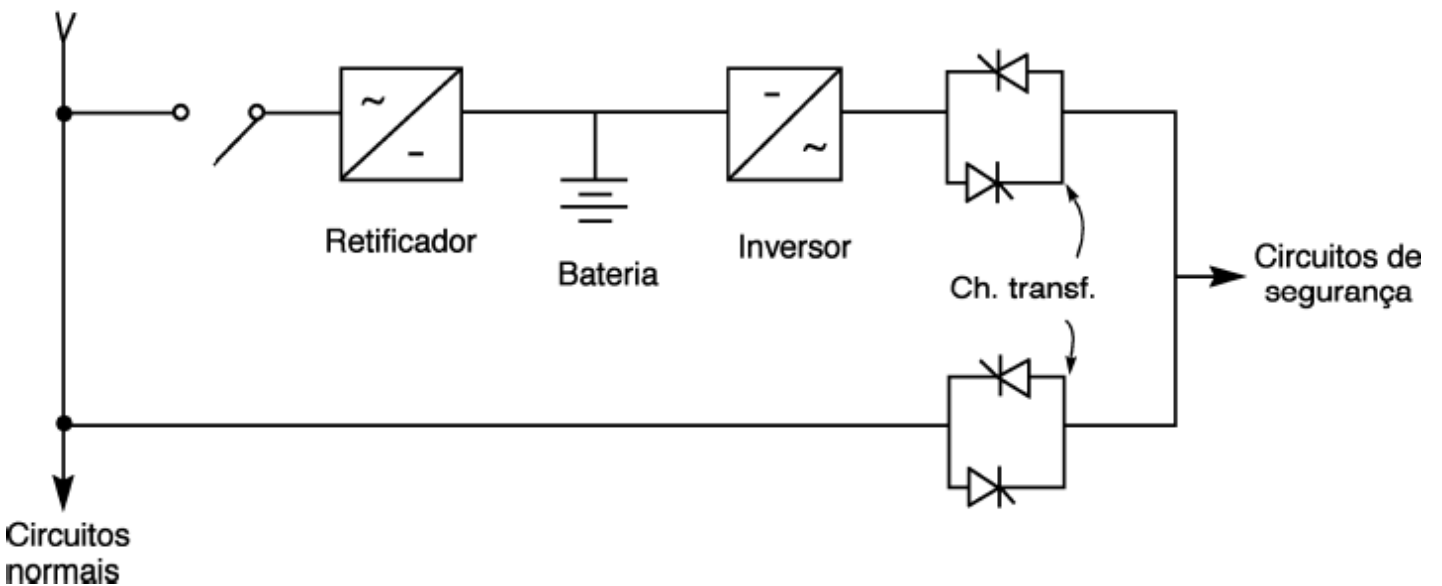 Retificador
Bateria
Inversor
Ch. transf.
Circuitos de
segurança
Circuitos
normais